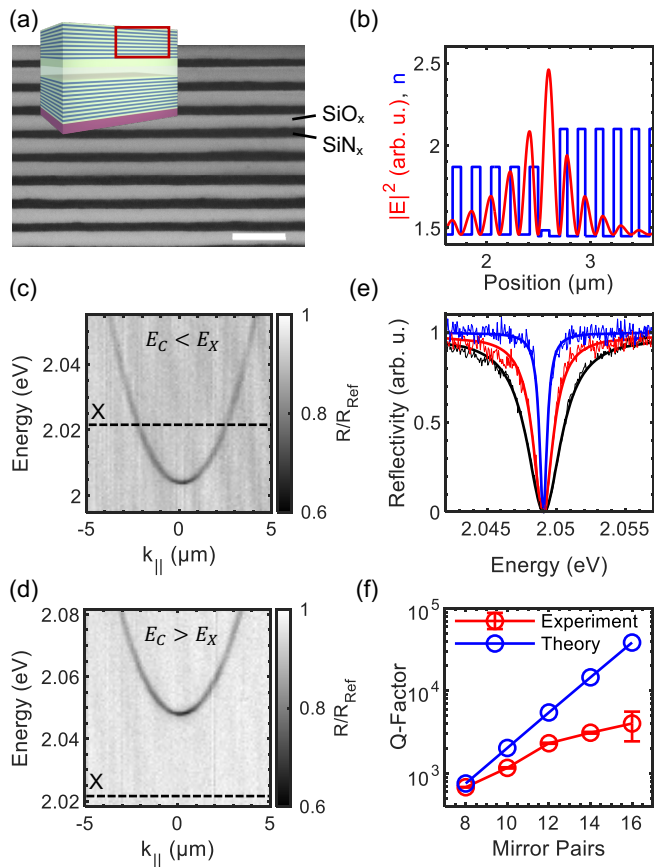 (a)
SiOₓ
SiNₓ
(b)
|E|² (arb. u.), n
2.5
2
1.5
2
3
Position (µm)
(c)
E_C < E_X
X
Energy (eV)
2.04
2.02
2
-5
0
5
k_|| (µm)
1
0.8
0.6
R/R_Ref
(e)
Reflectivity (arb. u.)
1
0.5
0
2.045
2.05
2.055
Energy (eV)
(d)
E_C > E_X
X
Energy (eV)
2.08
2.06
2.04
2.02
-5
0
5
k_|| (µm)
1
0.8
0.6
R/R_Ref
(f)
Experiment
Theory
Q-Factor
10⁵
10⁴
10³
8
10
12
14
16
Mirror Pairs